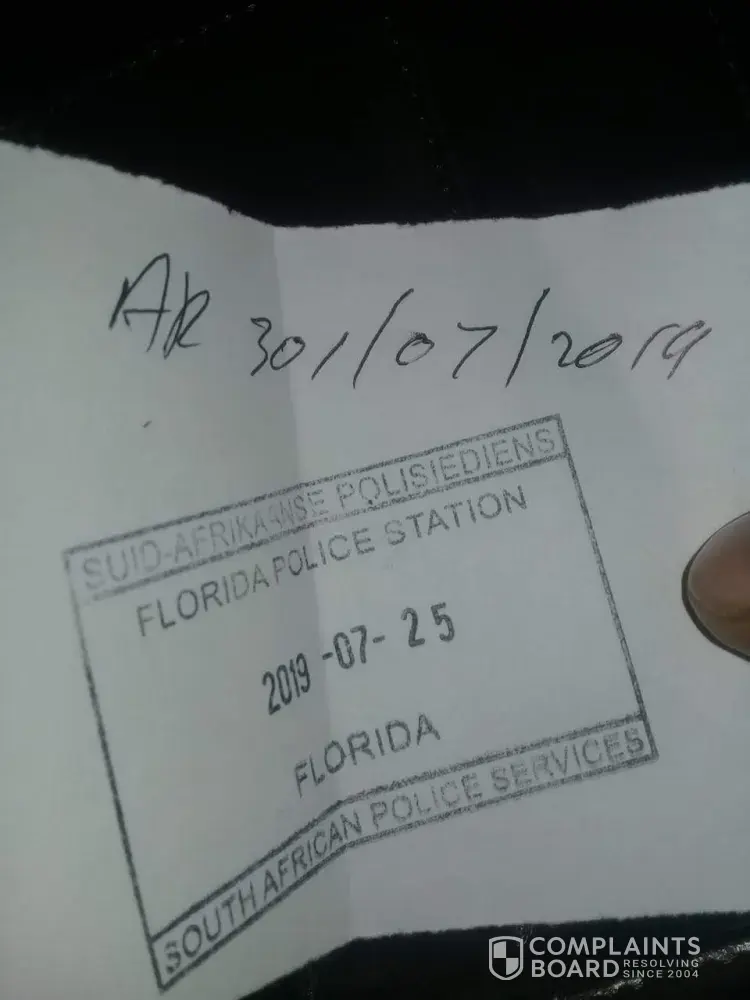 AR 301/07/2019
SUID-AFRIKAANSE POLISIEDIENS
FLORIDA POLICE STATION
2019-07-25
FLORIDA
SOUTH AFRICAN POLICE SERVICES
COMPLAINTS
BOARD RESOLVING
SINCE 2004